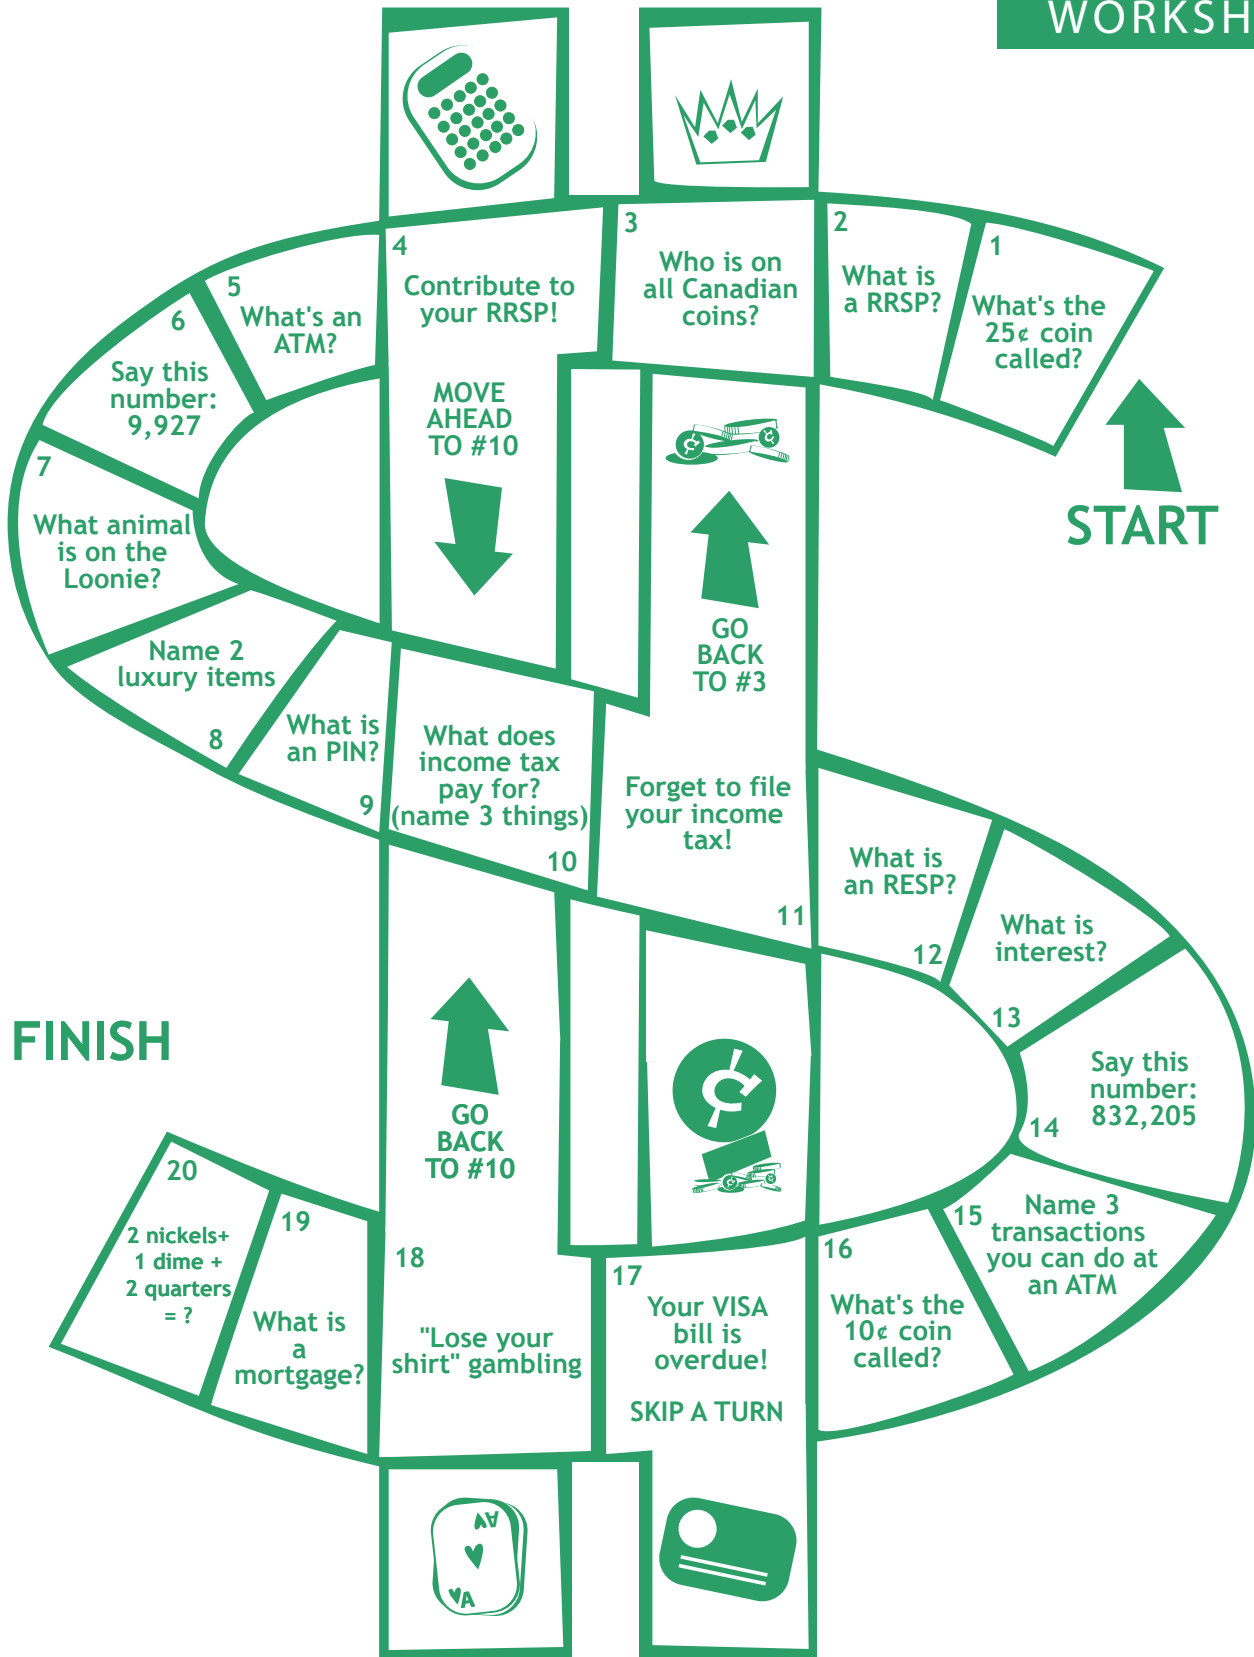 WORKSH
1
What's the
25¢ coin
called?
2
What is
a RRSP?
3
Who is on
all Canadian
coins?
4
Contribute to
your RRSP!
MOVE
AHEAD
TO #10
5
What's an
ATM?
6
Say this
number:
9,927
7
What animal
is on the
Loonie?
Name 2
luxury items
8
What is
an PIN?
9
What does
income tax
pay for?
(name 3 things)
10
GO
BACK
TO #3
Forget to file
your income
tax!
11
What is
an RESP?
12
What is
interest?
13
Say this
number:
832,205
14
15
Name 3
transactions
you can do at
an ATM
16
What's the
10¢ coin
called?
17
Your VISA
bill is
overdue!
SKIP A TURN
GO
BACK
TO #10
18
"Lose your
shirt" gambling
19
What is
a
mortgage?
20
2 nickels+
1 dime +
2 quarters
= ?
START
FINISH
¢
¢
¢
A
AA